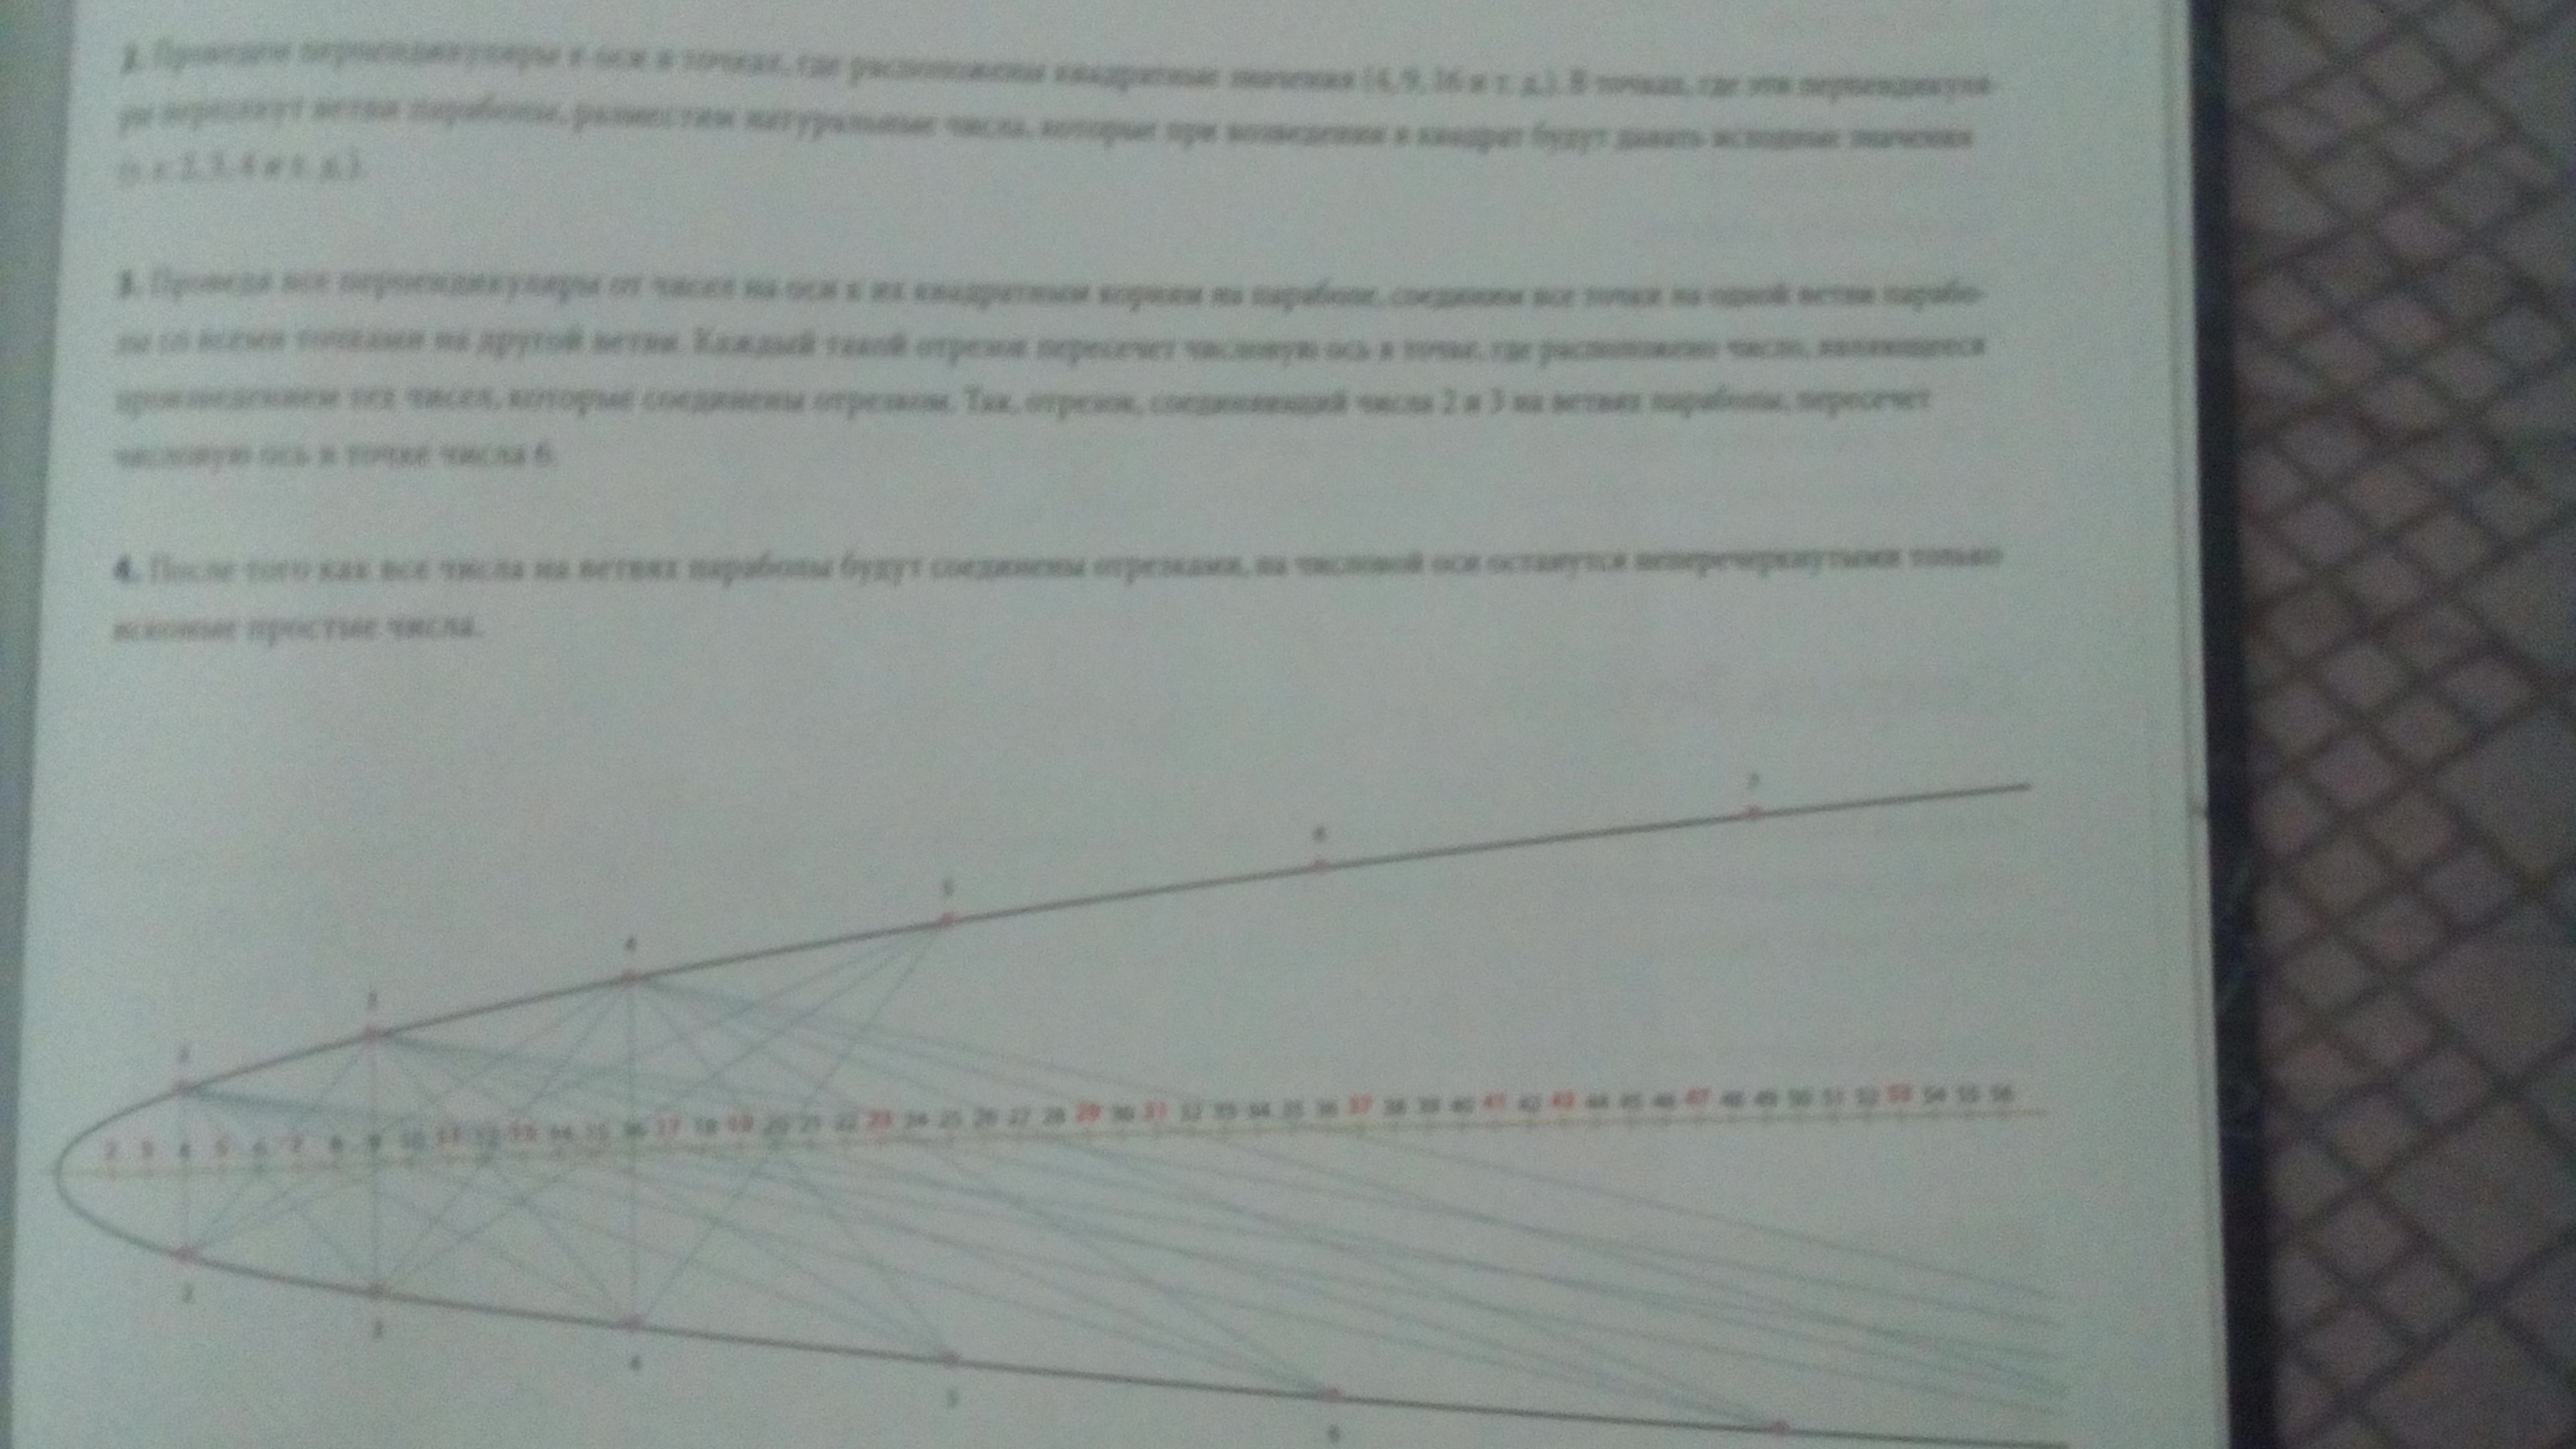 2. Проведем перпендикуляры к оси в точках, где расположены квадратные значения (4, 9, 16 и т. д.). В точках, где эти перпендикуля-
ры пересекут ветви параболы, разместим натуральные числа, которые при возведении в квадрат будут давать исходные значения
(т. е. 2, 3, 4 и т. д.).
3. Проведя все перпендикуляры от чисел на оси к их квадратным корням на параболе, соединим все точки на одной ветви парабо-
лы со всеми точками на другой ветви. Каждый такой отрезок пересечет числовую ось в точке, где расположено число, являющееся
произведением тех чисел, которые соединены отрезком. Так, отрезок, соединяющий числа 2 и 3 на ветвях параболы, пересечет
числовую ось в точке числа 6.
4. После того как все числа на ветвях параболы будут соединены отрезками, на числовой оси останутся неперечеркнутыми только
искомые простые числа.
7
6
5
4
3
2
2 3 4 5 6 7 8 9 10 11 12 13 14 15 16 17 18 19 20 21 22 23 24 25 26 27 28 29 30 31 32 33 34 35 36 37 38 39 40 41 42 43 44 45 46 47 48 49 50 51 52 53 54 55 56
2
3
4
5
6